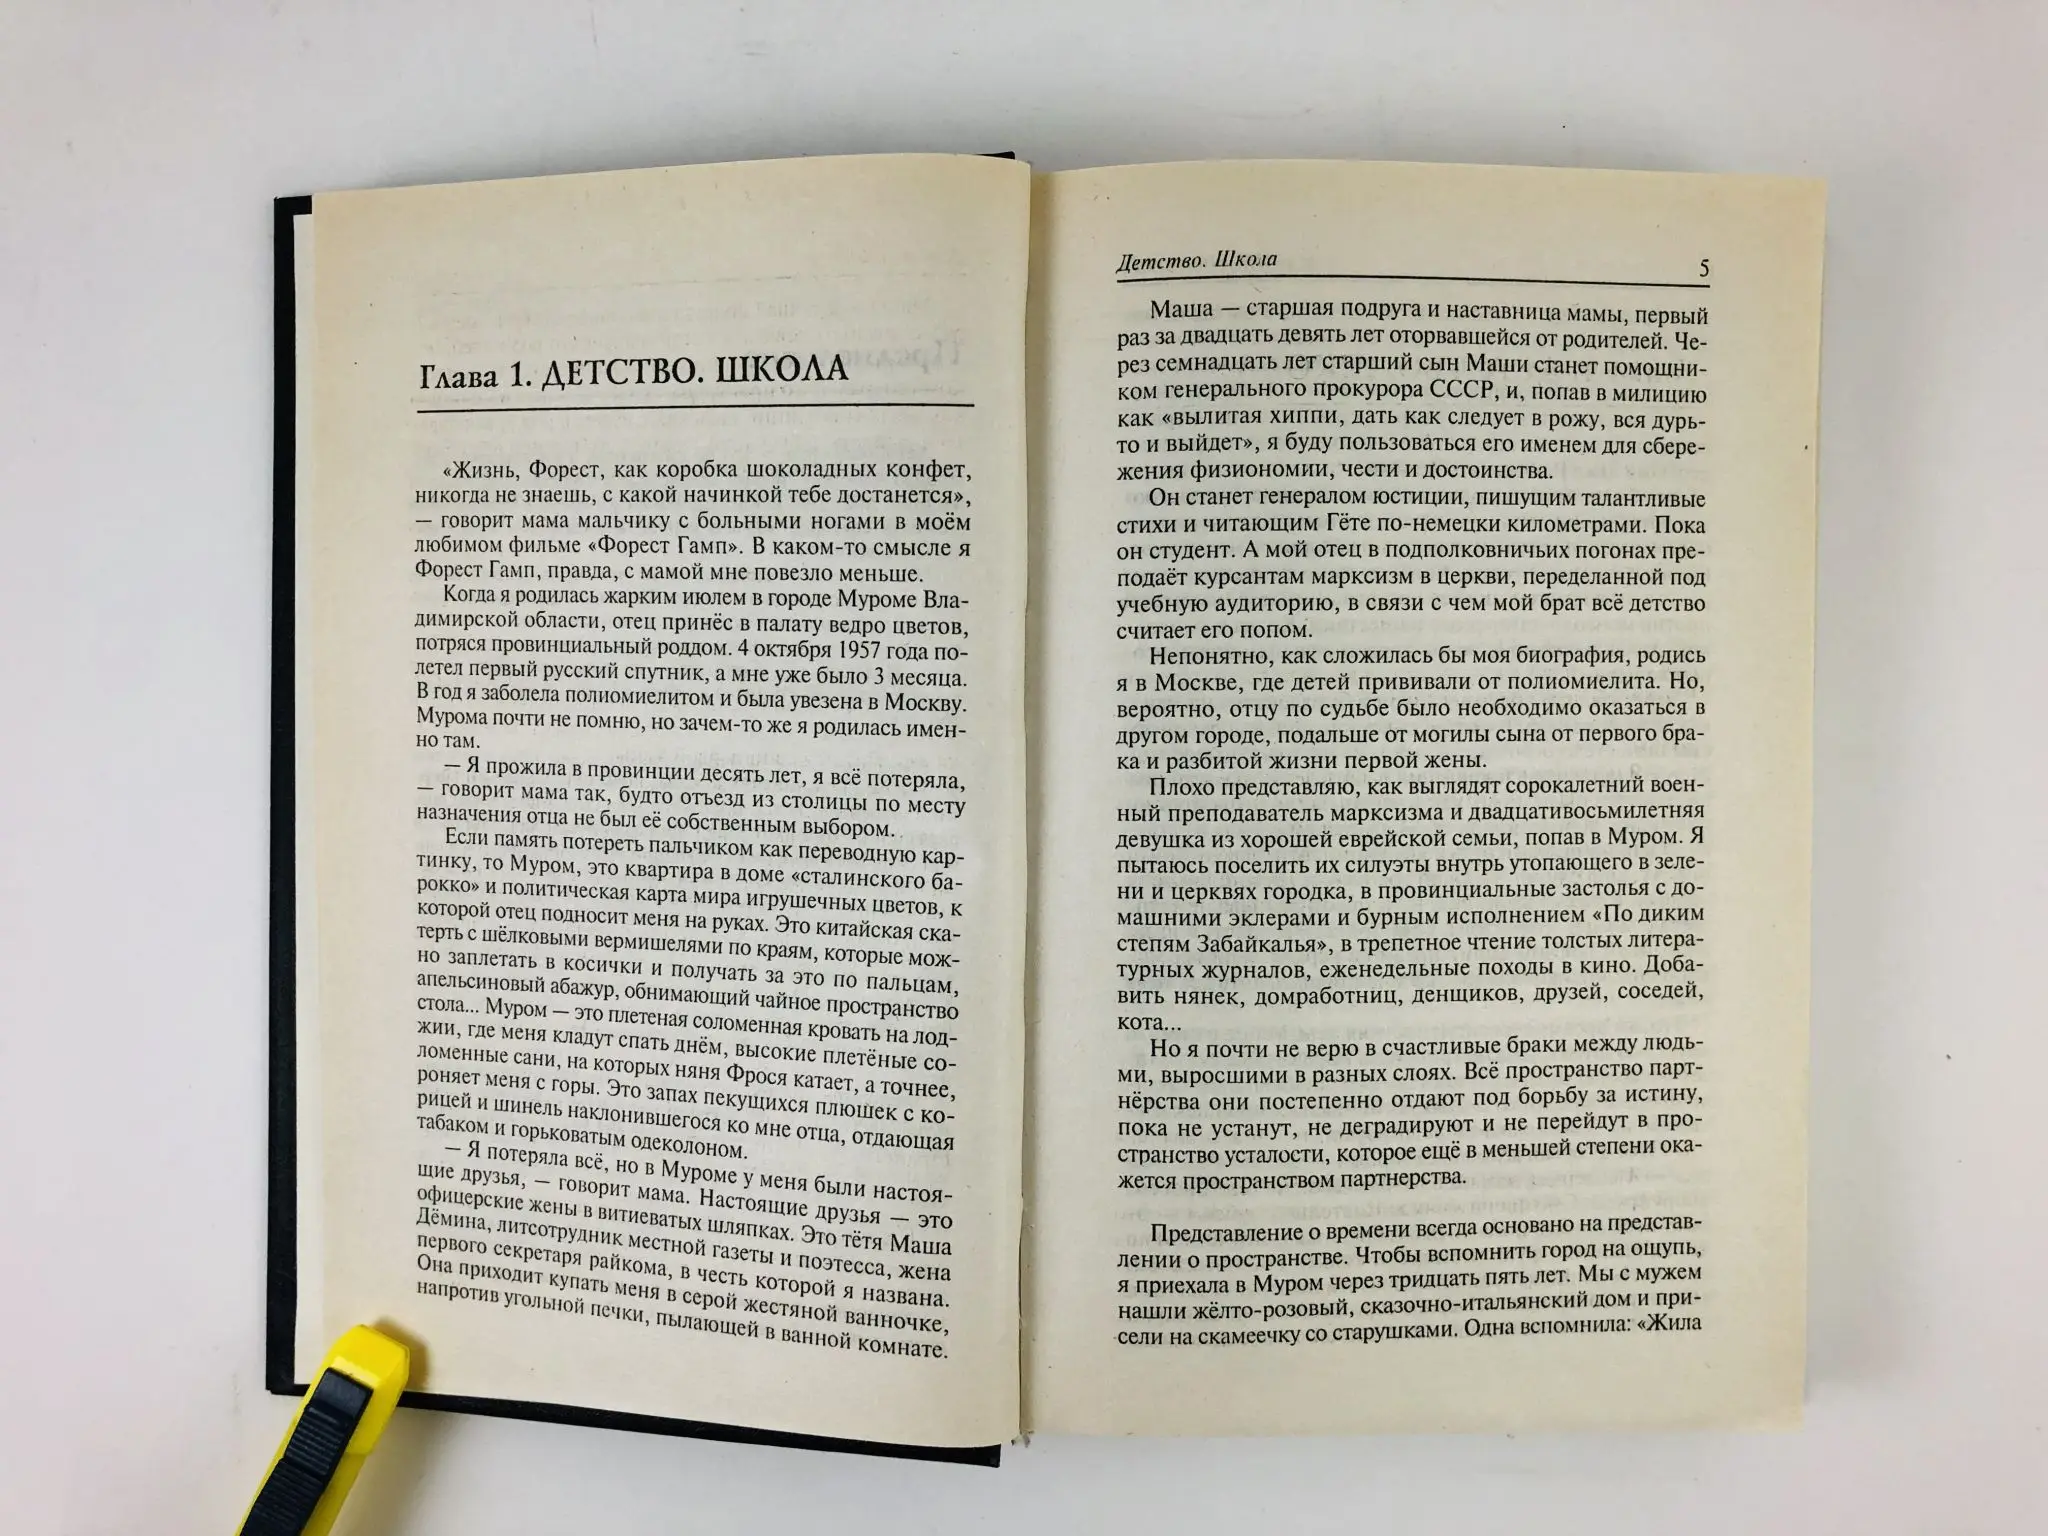 Глава 1. ДЕТСТВО. ШКОЛА
«Жизнь, Форест, как коробка шоколадных конфет,
никогда не знаешь, с какой начинкой тебе достанется»,
— говорит мама мальчику с больными ногами в моём
любимом фильме «Форест Гамп». В каком-то смысле я
Форест Гамп, правда, с мамой мне повезло меньше.
Когда я родилась жарким июлем в городе Муроме Вла-
димирской области, отец принёс в палату ведро цветов,
потряся провинциальный роддом. 4 октября 1957 года по-
летел первый русский спутник, а мне уже было 3 месяца.
В год я заболела полиомиелитом и была увезена в Москву.
Мурома почти не помню, но зачем-то же я родилась имен-
но там.
— Я прожила в провинции десять лет, я всё потеряла,
— говорит мама так, будто отъезд из столицы по месту
назначения отца не был её собственным выбором.
Если память потереть пальчиком как переводную кар-
тинку, то Муром, это квартира в доме «сталинского ба-
рокко» и политическая карта мира игрушечных цветов, к
которой отец подносит меня на руках. Это китайская ска-
терть с шёлковыми вермишелями по краям, которые мож-
но заплетать в косички и получать за это по пальцам,
апельсиновый абажур, обнимающий чайное пространство
стола... Муром — это плетеная соломенная кровать на лод-
жии, где меня кладут спать днём, высокие плетёные со-
ломенные сани, на которых няня Фрося катает, а точнее,
роняет меня с горы. Это запах пекущихся плюшек с ко-
рицей и шинель наклонившегося ко мне отца, отдающая
табаком и горьковатым одеколоном.
— Я потеряла всё, но в Муроме у меня были настоя-
щие друзья, — говорит мама. Настоящие друзья — это
офицерские жены в витиеватых шляпках. Это тётя Маша
Дёмина, литсотрудник местной газеты и поэтесса, жена
первого секретаря райкома, в честь которой я названа.
Она приходит купать меня в серой жестяной ванночке,
напротив угольной печки, пылающей в ванной комнате.
Детство. Школа 5
Маша — старшая подруга и наставница мамы, первый
раз за двадцать девять лет оторвавшейся от родителей. Че-
рез семнадцать лет старший сын Маши станет помощни-
ком генерального прокурора СССР, и, попав в милицию
как «вылитая хиппи, дать как следует в рожу, вся дурь-
то и выйдет», я буду пользоваться его именем для сбере-
жения физиономии, чести и достоинства.
Он станет генералом юстиции, пишущим талантливые
стихи и читающим Гёте по-немецки километрами. Пока
он студент. А мой отец в подполковничьих погонах пре-
подаёт курсантам марксизм в церкви, переделанной под
учебную аудиторию, в связи с чем мой брат всё детство
считает его попом.
Непонятно, как сложилась бы моя биография, родись
я в Москве, где детей прививали от полиомиелита. Но,
вероятно, отцу по судьбе было необходимо оказаться в
другом городе, подальше от могилы сына от первого бра-
ка и разбитой жизни первой жены.
Плохо представляю, как выглядят сорокалетний воен-
ный преподаватель марксизма и двадцативосьмилетняя
девушка из хорошей еврейской семьи, попав в Муром. Я
пытаюсь поселить их силуэты внутрь утопающего в зеле-
ни и церквях городка, в провинциальные застолья с до-
машними эклерами и бурным исполнением «По диким
степям Забайкалья», в трепетное чтение толстых литера-
турных журналов, еженедельные походы в кино. Доба-
вить нянек, домработниц, денщиков, друзей, соседей,
кота...
Но я почти не верю в счастливые браки между людь-
ми, выросшими в разных слоях. Всё пространство парт-
нёрства они постепенно отдают под борьбу за истину,
пока не устанут, не деградируют и не перейдут в про-
странство усталости, которое ещё в меньшей степени ока-
жется пространством партнерства.
Представление о времени всегда основано на представ-
лении о пространстве. Чтобы вспомнить город на ощупь,
я приехала в Муром через тридцать пять лет. Мы с мужем
нашли жёлто-розовый, сказочно-итальянский дом и при-
сели на скамеечку со старушками. Одна вспомнила: «Жила